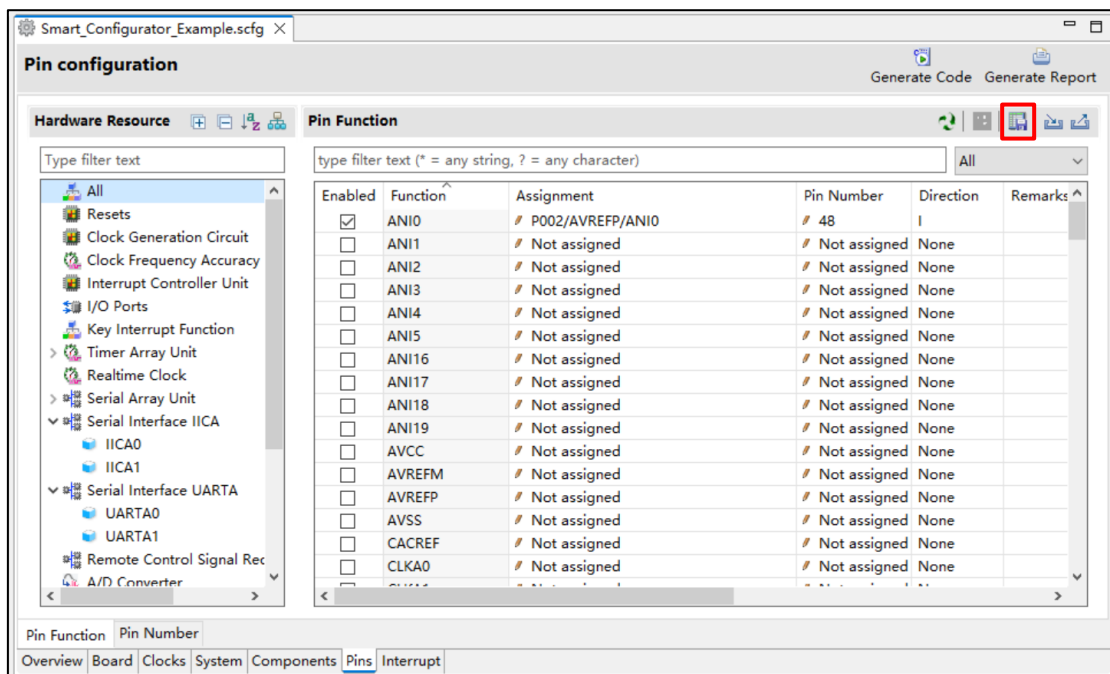 Smart_Configurator_Example.scfg
Pin configuration
Generate Code Generate Report
Hardware Resource
Type filter text
All
Resets
Clock Generation Circuit
Clock Frequency Accuracy
Interrupt Controller Unit
I/O Ports
Key Interrupt Function
Timer Array Unit
Realtime Clock
Serial Array Unit
Serial Interface IICA
IICA0
IICA1
Serial Interface UARTA
UARTA0
UARTA1
Remote Control Signal Rec
A/D Converter
Pin Function
type filter text (* = any string, ? = any character) All
Enabled Function Assignment Pin Number Direction Remarks
ANI0 P002/AVREFP/ANI0 48 I
ANI1 Not assigned Not assigned None
ANI2 Not assigned Not assigned None
ANI3 Not assigned Not assigned None
ANI4 Not assigned Not assigned None
ANI5 Not assigned Not assigned None
ANI16 Not assigned Not assigned None
ANI17 Not assigned Not assigned None
ANI18 Not assigned Not assigned None
ANI19 Not assigned Not assigned None
AVCC Not assigned Not assigned None
AVREFM Not assigned Not assigned None
AVREFP Not assigned Not assigned None
AVSS Not assigned Not assigned None
CACREF Not assigned Not assigned None
CLKA0 Not assigned Not assigned None
Pin Function Pin Number
Overview Board Clocks System Components Pins Interrupt